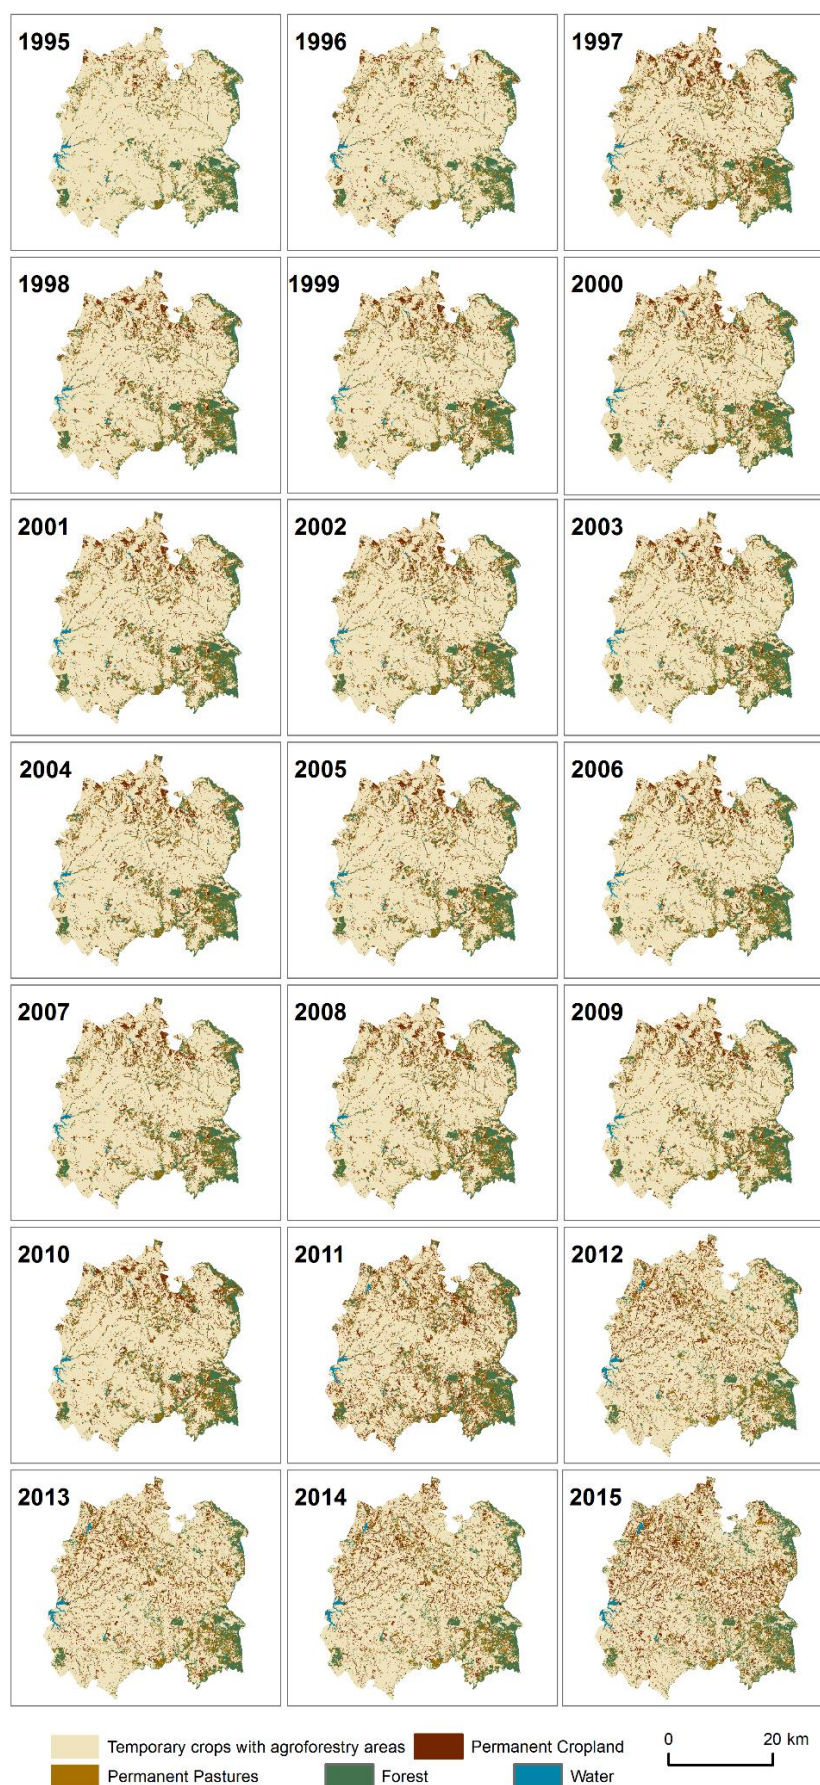 1995 1996 1997
1998 1999 2000
2001 2002 2003
2004 2005 2006
2007 2008 2009
2010 2011 2012
2013 2014 2015
Temporary crops with agroforestry areas Permanent Cropland 0 20 km
Permanent Pastures Forest Water